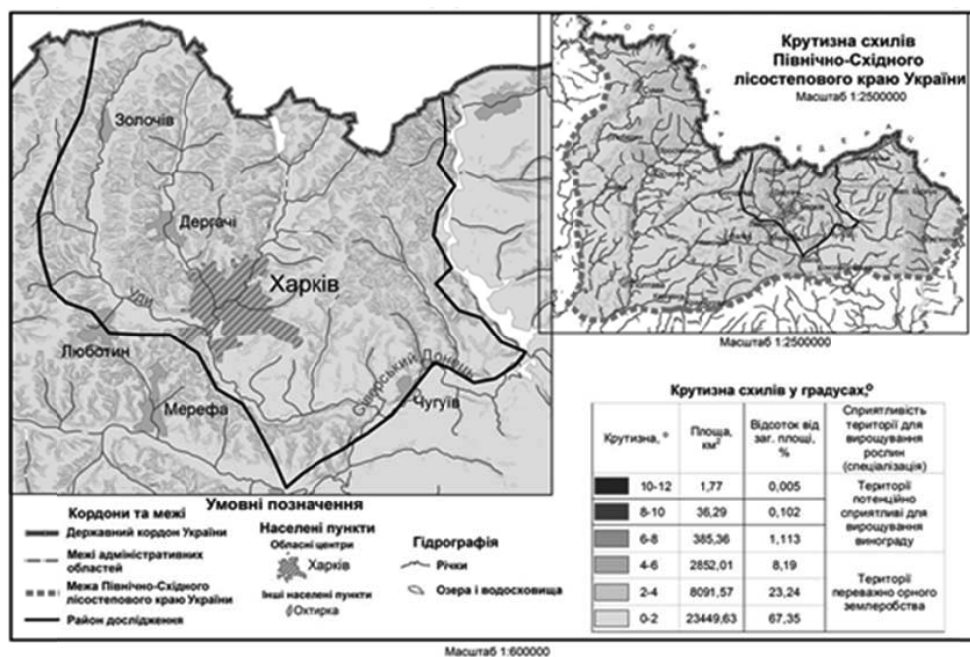 Золочів
Дергачі
Харків
Уди
Люботин
Мерефа
Сіверський Донець
Чугуїв
Крутизна схилів
Північно-Східного
лісостепового краю України
Масштаб 1:2500000
Суми
Полтава
Масштаб 1:2500000
Умовні позначення
Кордони та межі
Державний кордон України
Межі адміністративних
областей
Межа Північно-Східного
лісостепового краю України
Район дослідження
Населені пункти
Обласні центри
Харків
Інші населені пункти
Охтирка
Гідрографія
Річки
Озера і водосховища
Крутизна схилів у градусах,°
Крутизна, °
Площа,
км²
Відсоток від
заг. площі,
%
Сприятливість
території для
вирощування
рослин
(спеціалізація)
10-12 1,77 0,005
8-10 36,29 0,102
6-8 385,36 1,113
Території
потенційно
сприятливі для
вирощування
винограду
4-6 2852,01 8,19
2-4 8091,57 23,24
0-2 23449,63 67,35
Території
переважно орного
землеробства
Масштаб 1:600000